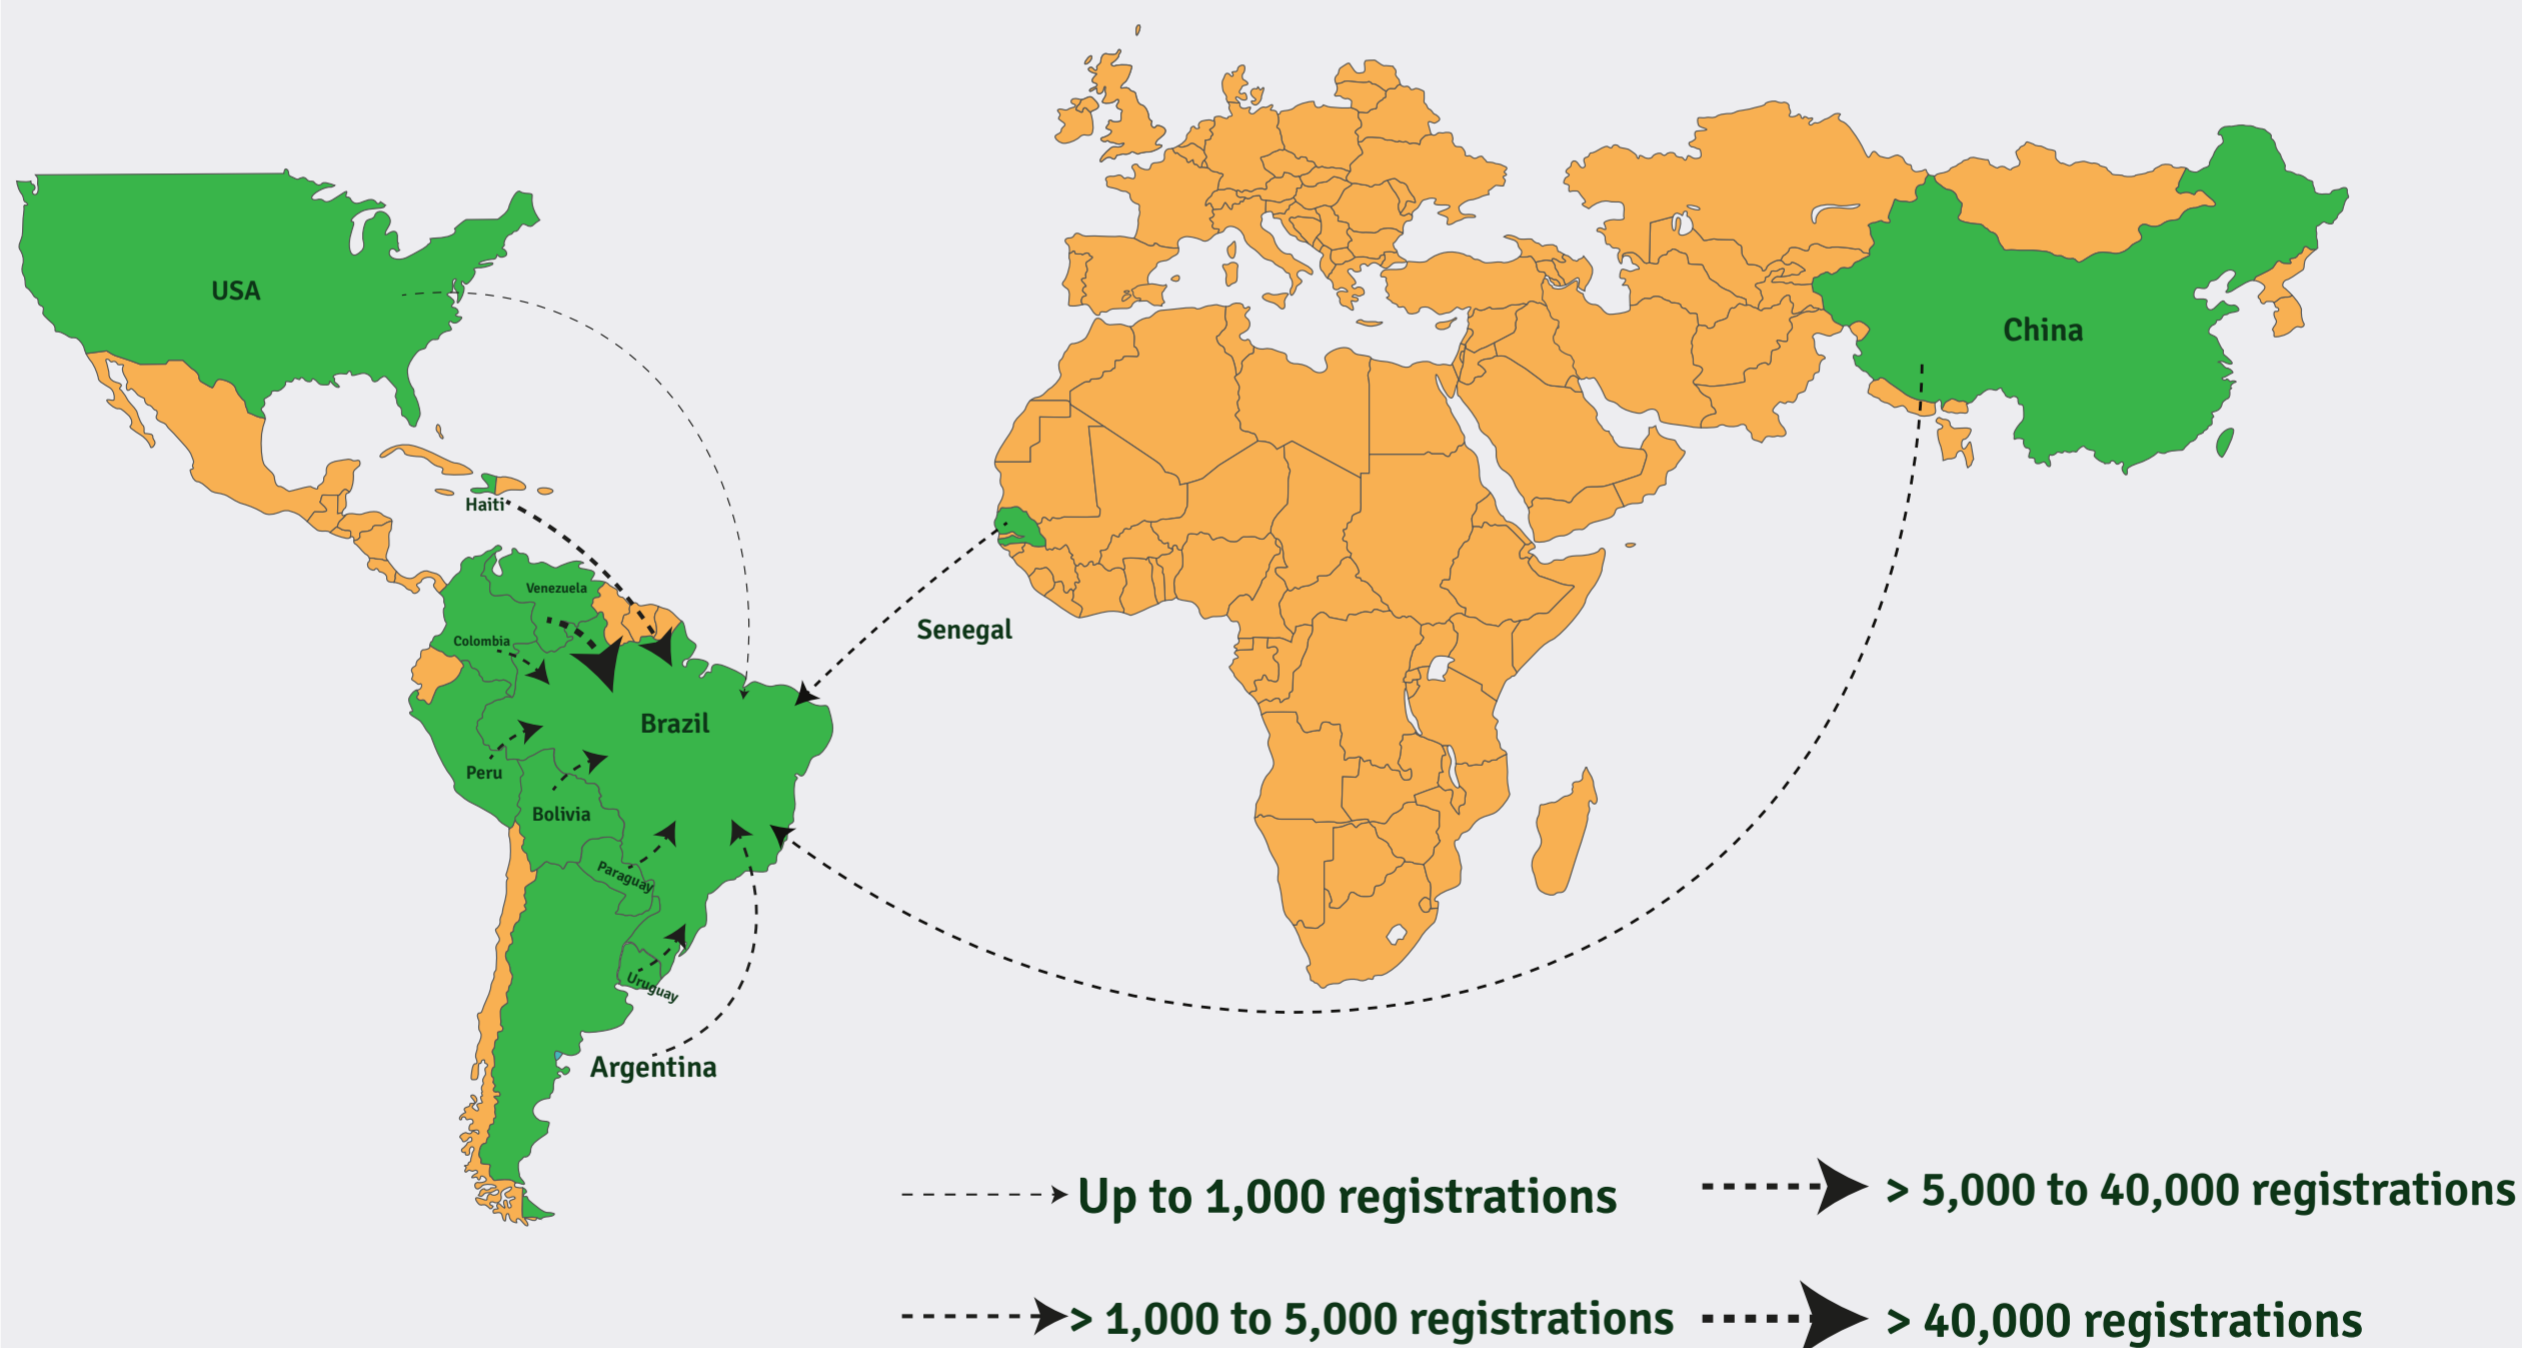 USA
China
Haiti
Venezuela
Senegal
Colombia
Brazil
Peru
Bolivia
Paraguay
Uruguay
Argentina
Up to 1,000 registrations
> 5,000 to 40,000 registrations
> 1,000 to 5,000 registrations
> 40,000 registrations